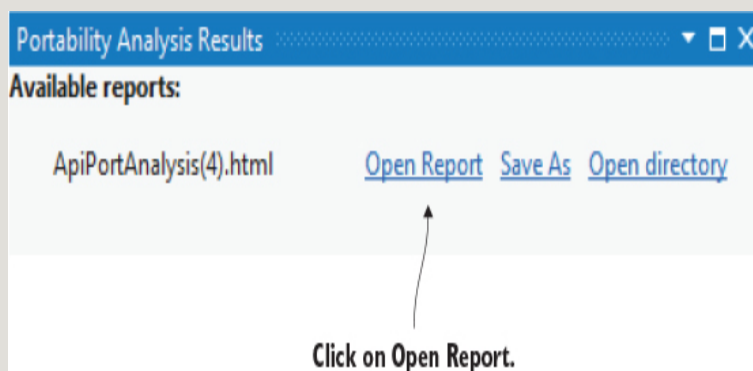 Portability Analysis Results
Available reports:
ApiPortAnalysis(4).html Open Report Save As Open directory
Click on Open Report.